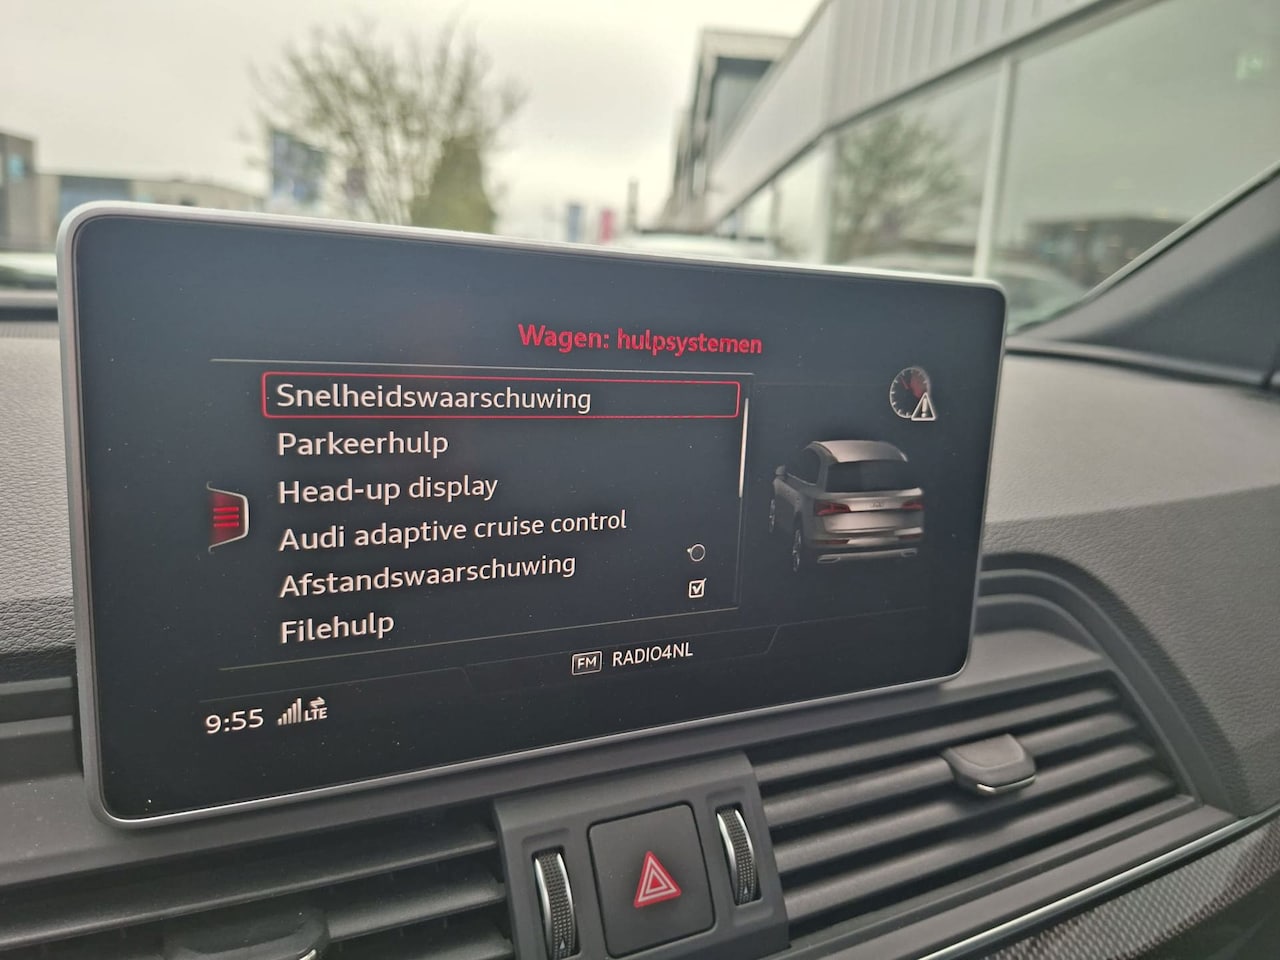 Wagen: hulpsystemen
Snelheidswaarschuwing
Parkeerhulp
Head-up display
Audi adaptive cruise control
Afstandswaarschuwing
Filehulp
FM RADIO4NL
9:55 LTE